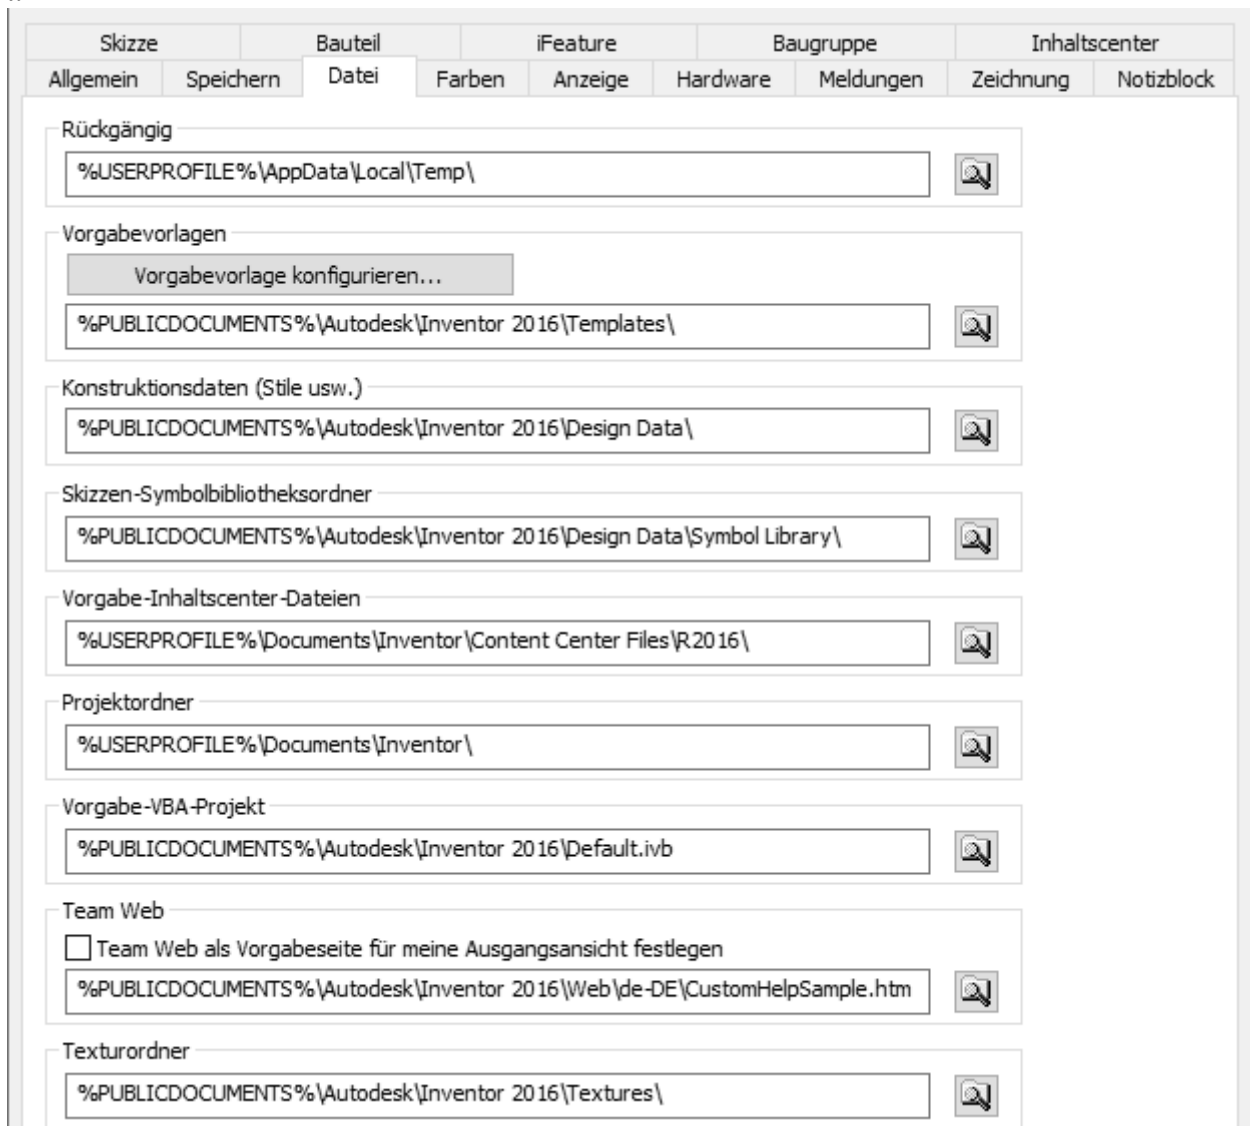 Skizze Bauteil iFeature Baugruppe Inhaltscenter
Allgemein Speichern Datei Farben Anzeige Hardware Meldungen Zeichnung Notizblock
Rückgängig
%USERPROFILE%\AppData\Local\Temp\
Vorgabevorlagen
Vorgabevorlage konfigurieren...
%PUBLICDOCUMENTS%\Autodesk\Inventor 2016\Templates\
Konstruktionsdaten (Stile usw.)
%PUBLICDOCUMENTS%\Autodesk\Inventor 2016\Design Data\
Skizzen-Symbolbibliotheksordner
%PUBLICDOCUMENTS%\Autodesk\Inventor 2016\Design Data\Symbol Library\
Vorgabe-Inhaltscenter-Dateien
%USERPROFILE%\Documents\Inventor\Content Center Files\R2016\
Projektordner
%USERPROFILE%\Documents\Inventor\
Vorgabe-VBA-Projekt
%PUBLICDOCUMENTS%\Autodesk\Inventor 2016\Default.ivb
Team Web
Team Web als Vorgabeseite für meine Ausgangsansicht festlegen
%PUBLICDOCUMENTS%\Autodesk\Inventor 2016\Web\de-DE\CustomHelpSample.htm
Texturordner
%PUBLICDOCUMENTS%\Autodesk\Inventor 2016\Textures\